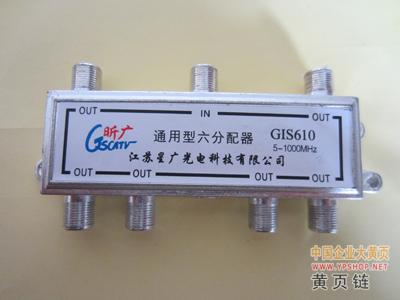 OUT IN OUT
昕广
GSCATV
通用型六分配器
GIS610
5-1000MHz
江苏星广光电科技有限公司
OUT OUT OUT OUT
中国企业大黄页
WWW.YPSHOP.NET
黄页链